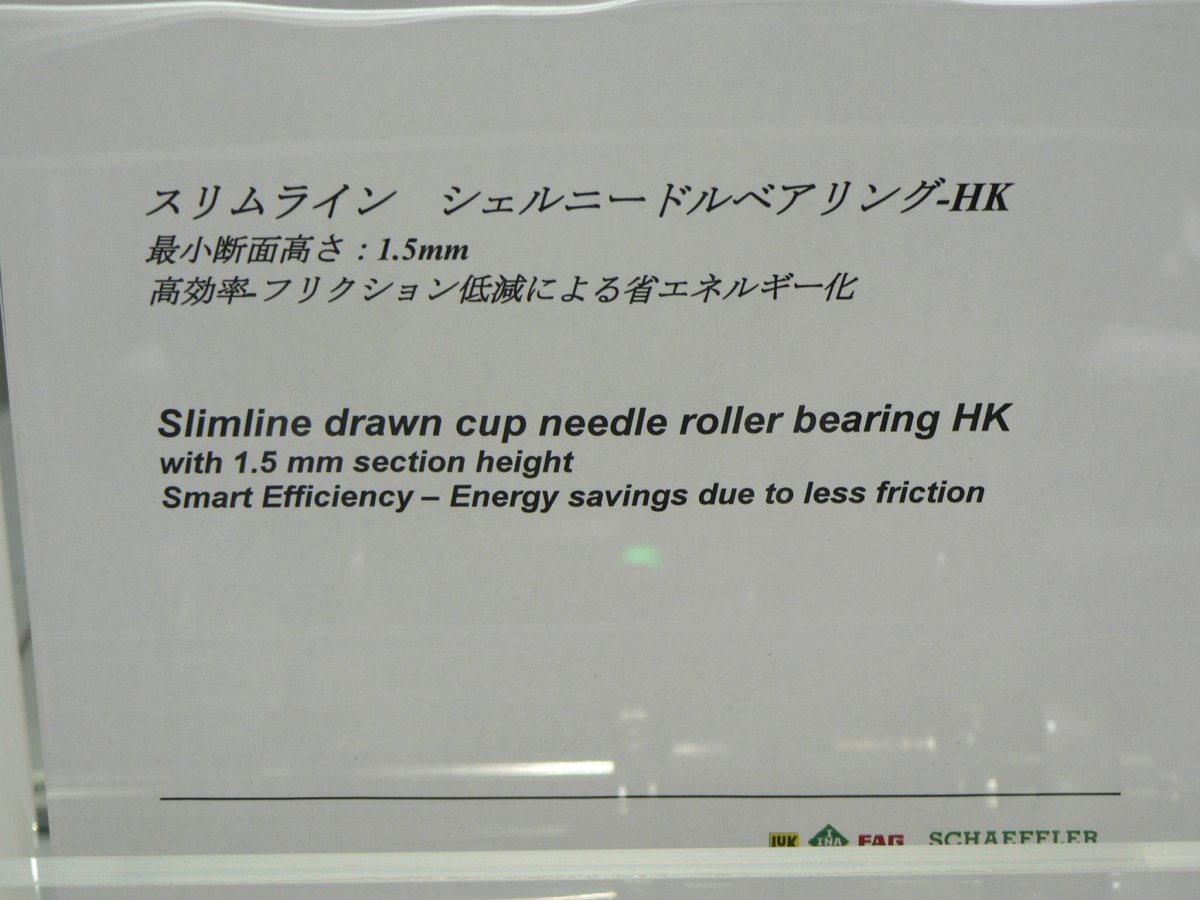 スリムライン　シェルニードルベアリング-HK
最小断面高さ : 1.5mm
高効率-フリクション低減による省エネルギー化
Slimline drawn cup needle roller bearing HK
with 1.5 mm section height
Smart Efficiency – Energy savings due to less friction
LUK INA FAG SCHAEFFLER